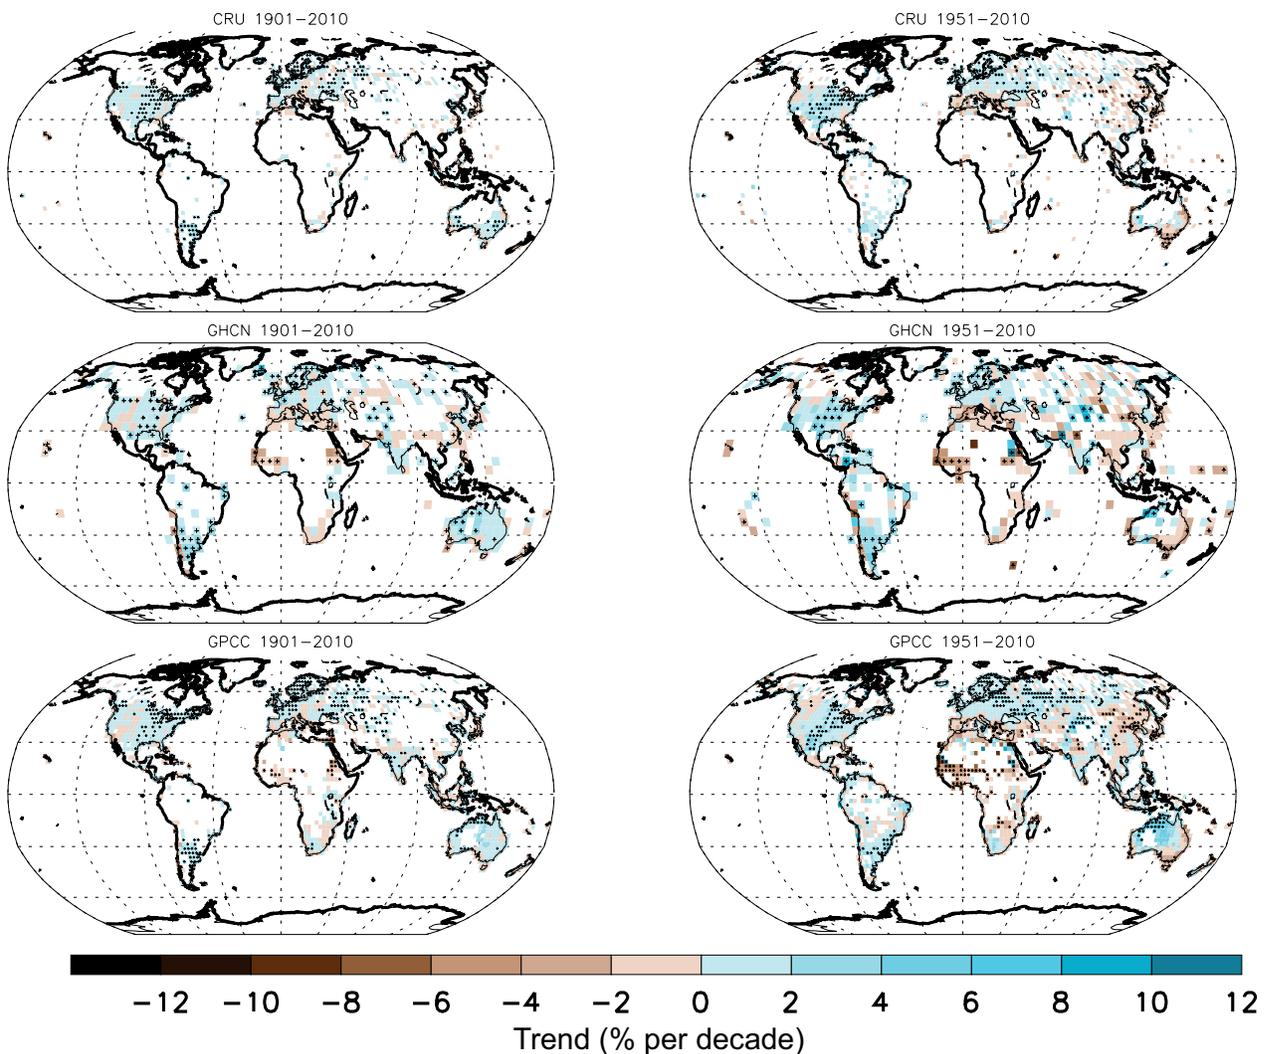 CRU 1901−2010
CRU 1951−2010
GHCN 1901−2010
GHCN 1951−2010
GPCC 1901−2010
GPCC 1951−2010
−12 −10 −8 −6 −4 −2 0 2 4 6 8 10 12
Trend (% per decade)